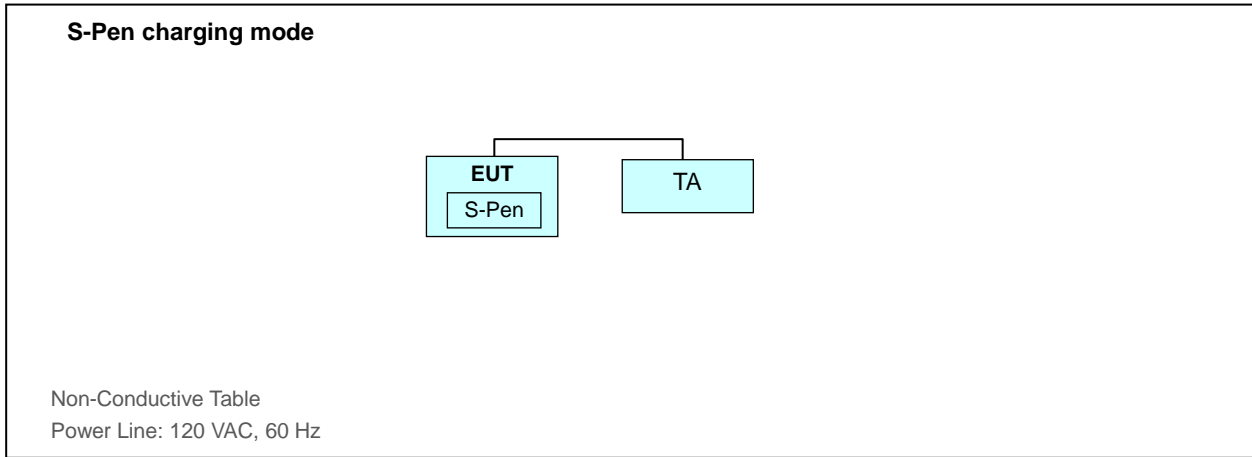 S-Pen charging mode
EUT
TA
S-Pen
Non-Conductive Table
Power Line: 120 VAC, 60 Hz